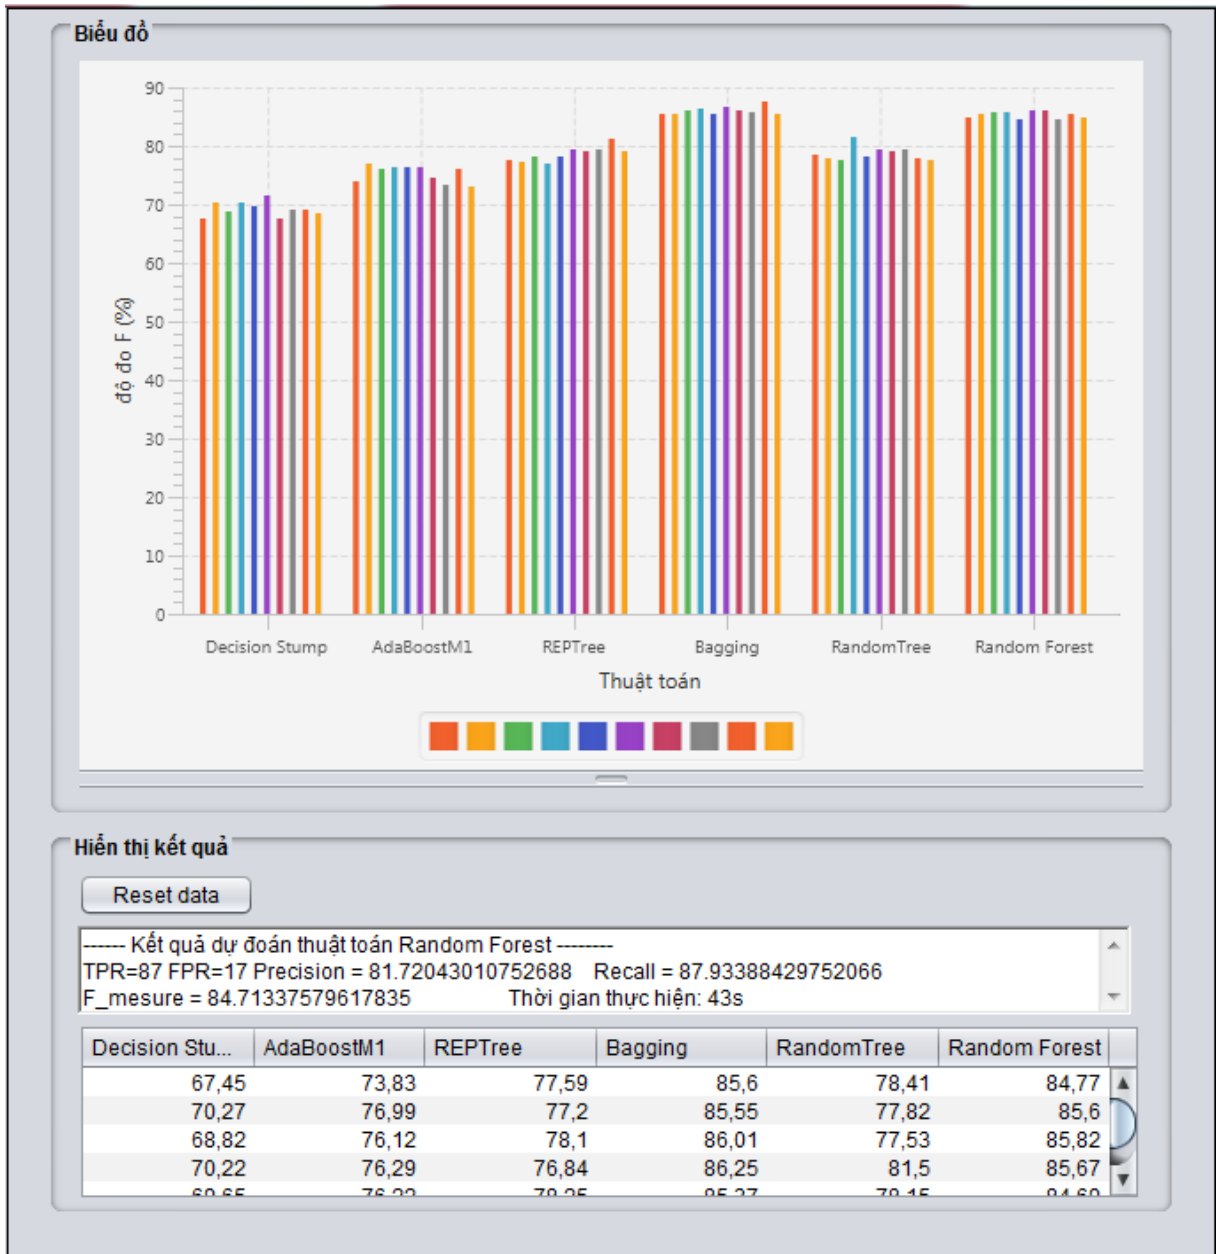 Biểu đồ
90
80
70
60
50
40
30
20
10
0
độ đo F (%)
Decision Stump AdaBoostM1 REPTree Bagging RandomTree Random Forest
Thuật toán
Hiển thị kết quả
Reset data
------ Kết quả dự đoán thuật toán Random Forest --------
TPR=87 FPR=17 Precision = 81.72043010752688 Recall = 87.93388429752066
F_mesure = 84.71337579617835 Thời gian thực hiện: 43s
Decision Stu... AdaBoostM1 REPTree Bagging RandomTree Random Forest
67,45 73,83 77,59 85,6 78,41 84,77
70,27 76,99 77,2 85,55 77,82 85,6
68,82 76,12 78,1 86,01 77,53 85,82
70,22 76,29 76,84 86,25 81,5 85,67